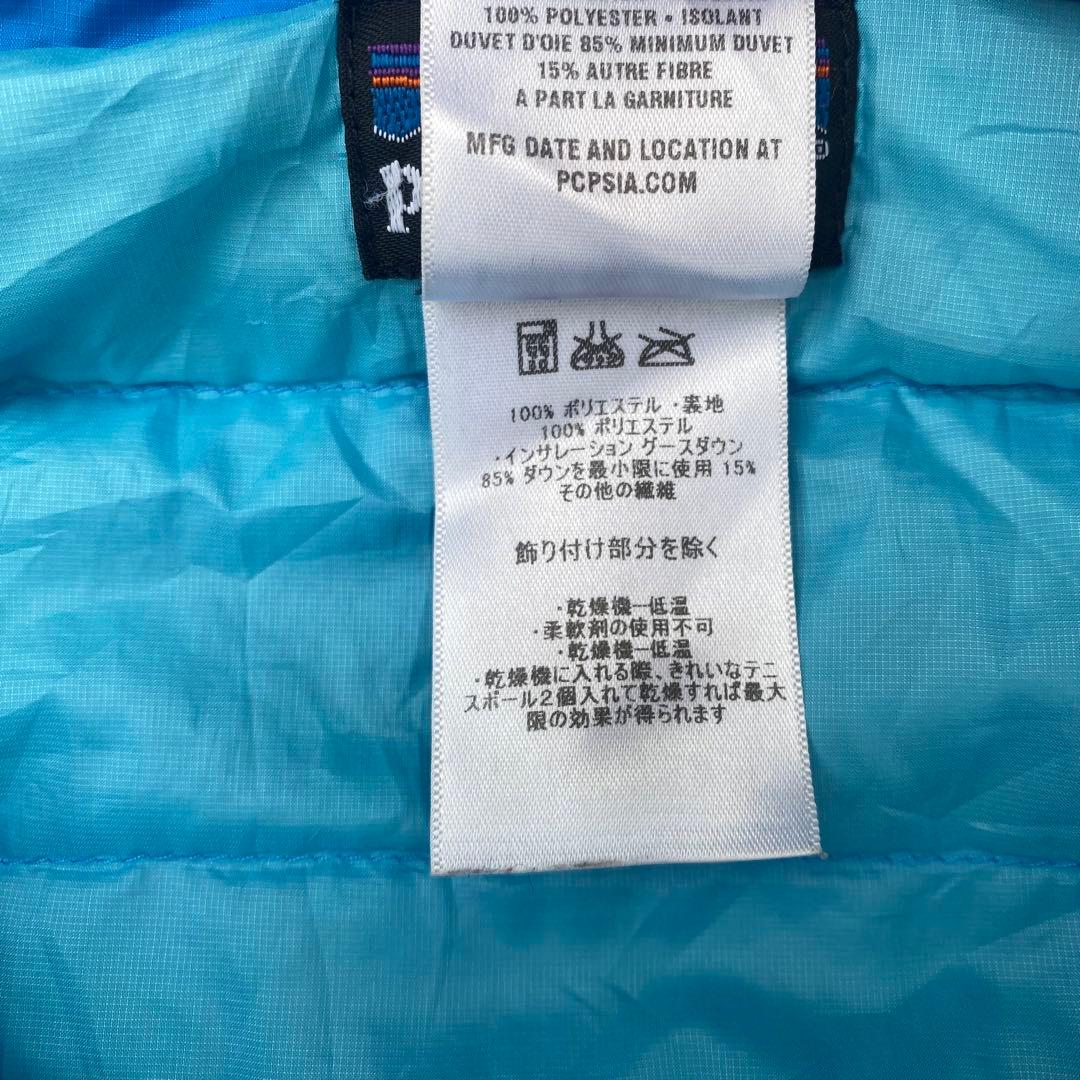 100% POLYESTER • ISOLANT
DUVET D'OIE 85% MINIMUM DUVET
15% AUTRE FIBRE
A PART LA GARNITURE
MFG DATE AND LOCATION AT
PCPSIA.COM
100% ポリエステル ・裏地
100% ポリエステル
・インサレーション グースダウン
85% ダウンを最小限に使用 15%
その他の繊維
飾り付け部分を除く
・乾燥機ー低温
・柔軟剤の使用不可
・乾燥機ー低温
・乾燥機に入れる際、きれいなテニ
スボール2個入れて乾燥すれば最大
限の効果が得られます